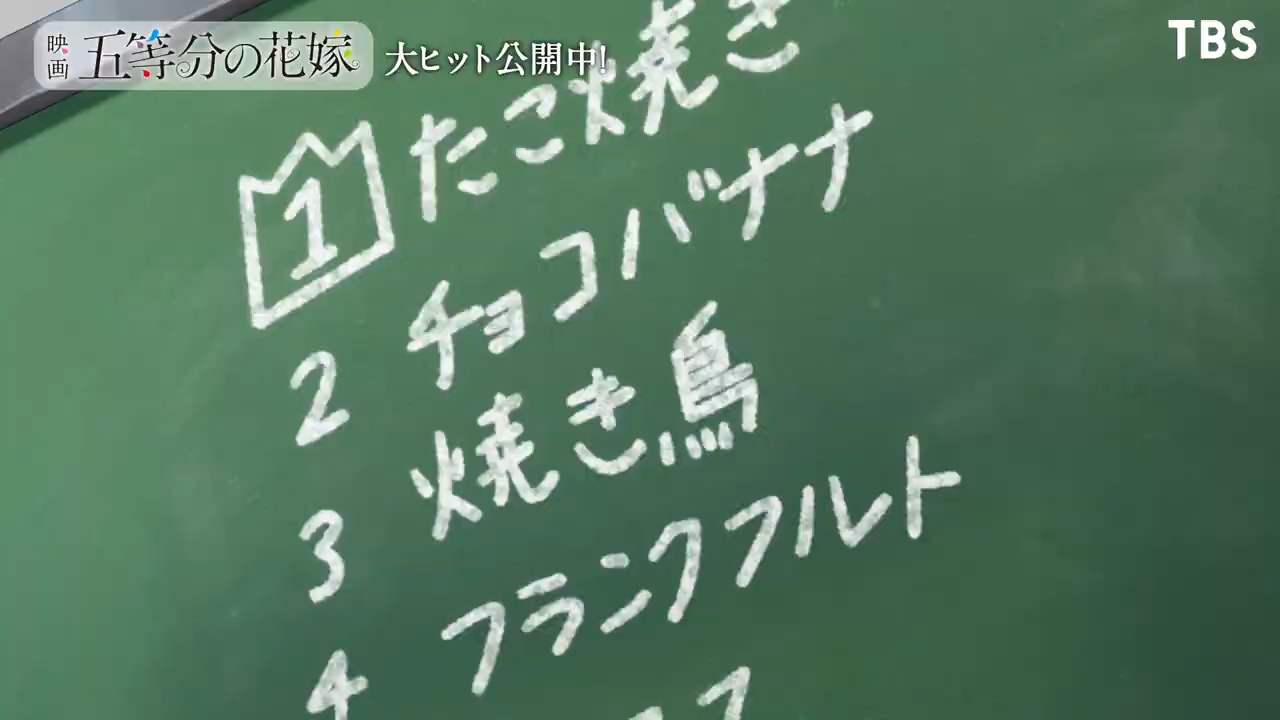 映画 五等分の花嫁 大ヒット公開中!
TBS
1 たこ焼き
2 チョコバナナ
3 焼き鳥
4 フランクフルト